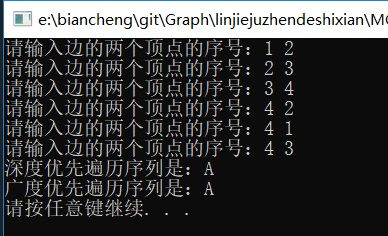 e:\biancheng\git\Graph\linjiejuzhendeshixian\M
请输入边的两个顶点的序号：1 2
请输入边的两个顶点的序号：2 3
请输入边的两个顶点的序号：3 4
请输入边的两个顶点的序号：4 2
请输入边的两个顶点的序号：4 1
请输入边的两个顶点的序号：4 3
深度优先遍历序列是：A
广度优先遍历序列是：A
请按任意键继续. . .